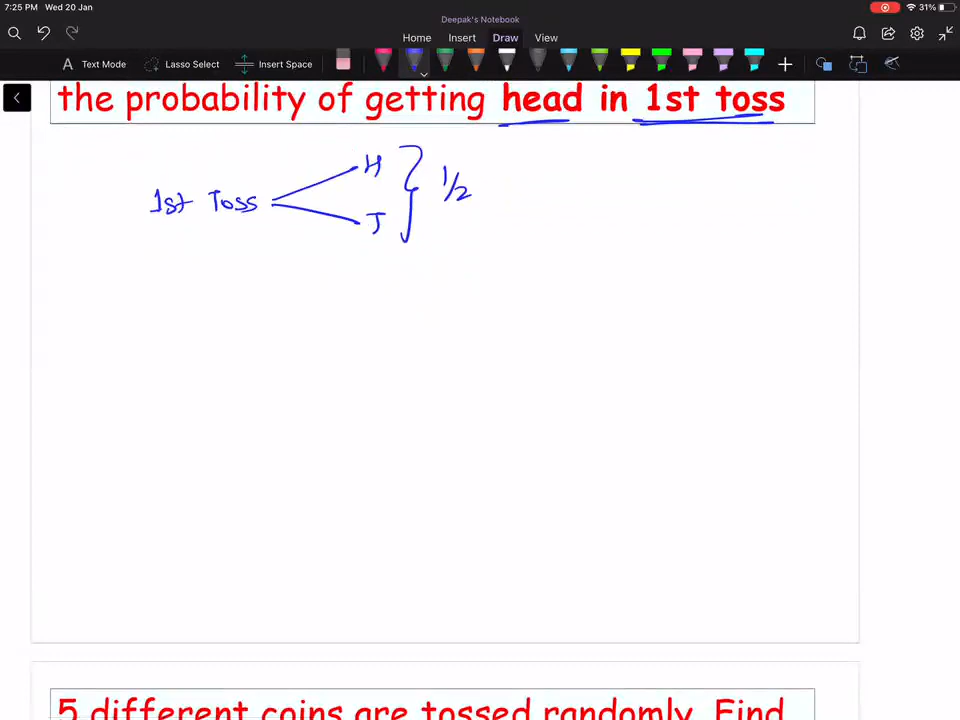 7:25 PM Wed 20 Jan
31%
Deepak's Notebook
Home Insert Draw View
A Text Mode Lasso Select Insert Space
the probability of getting head in 1st toss
H
1st Toss 1/2
T
5 different coins are tossed randomly. Find